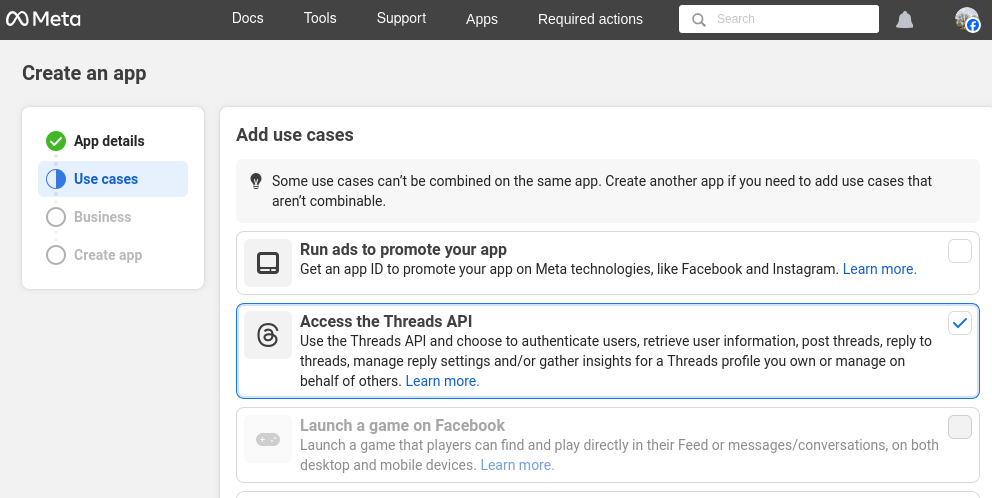 Meta
Docs
Tools
Support
Apps
Required actions
Search
Create an app
App details
Use cases
Business
Create app
Add use cases
Some use cases can’t be combined on the same app. Create another app if you need to add use cases that
aren’t combinable.
Run ads to promote your app
Get an app ID to promote your app on Meta technologies, like Facebook and Instagram. Learn more.
Access the Threads API
Use the Threads API and choose to authenticate users, retrieve user information, post threads, reply to
threads, manage reply settings and/or gather insights for a Threads profile you own or manage on
behalf of others. Learn more.
Launch a game on Facebook
Launch a game that players can find and play directly in their Feed or messages/conversations, on both
desktop and mobile devices. Learn more.